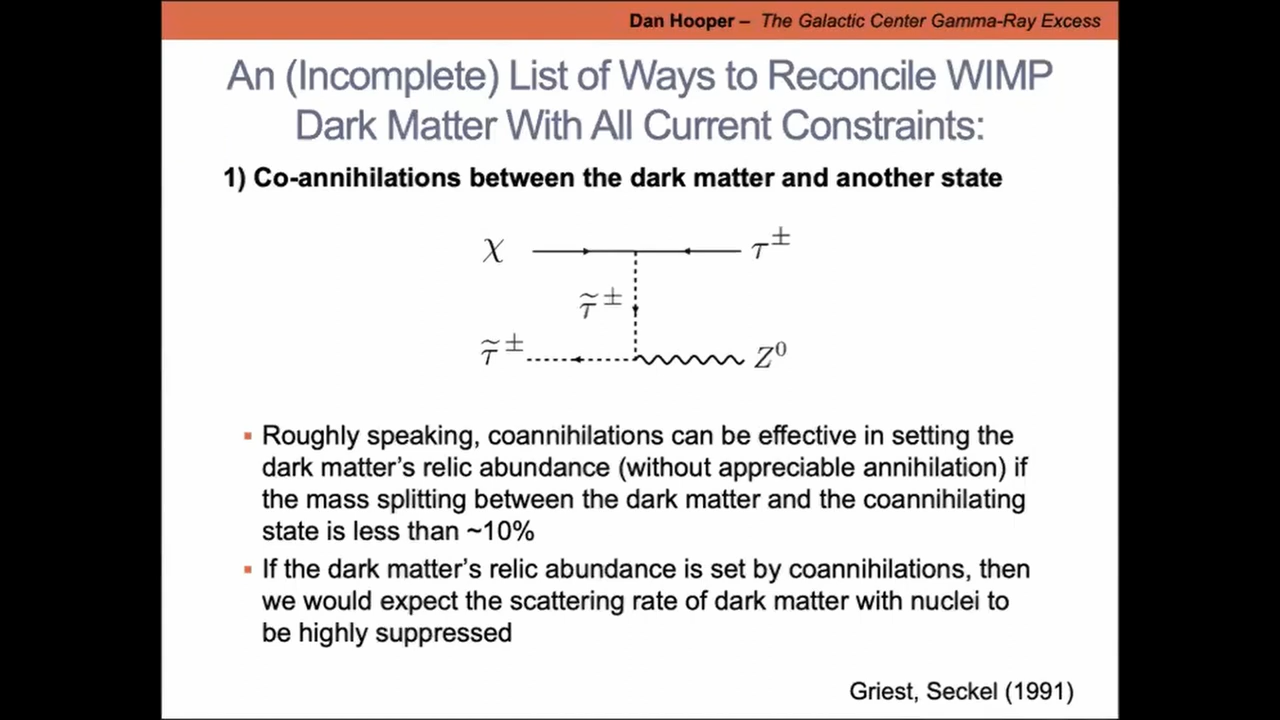 Dan Hooper – The Galactic Center Gamma-Ray Excess
An (Incomplete) List of Ways to Reconcile WIMP
Dark Matter With All Current Constraints:
1) Co-annihilations between the dark matter and another state
χ
τ±
τ̃±
τ̃±
Z⁰
▪ Roughly speaking, coannihilations can be effective in setting the
dark matter’s relic abundance (without appreciable annihilation) if
the mass splitting between the dark matter and the coannihilating
state is less than ~10%
▪ If the dark matter’s relic abundance is set by coannihilations, then
we would expect the scattering rate of dark matter with nuclei to
be highly suppressed
Griest, Seckel (1991)